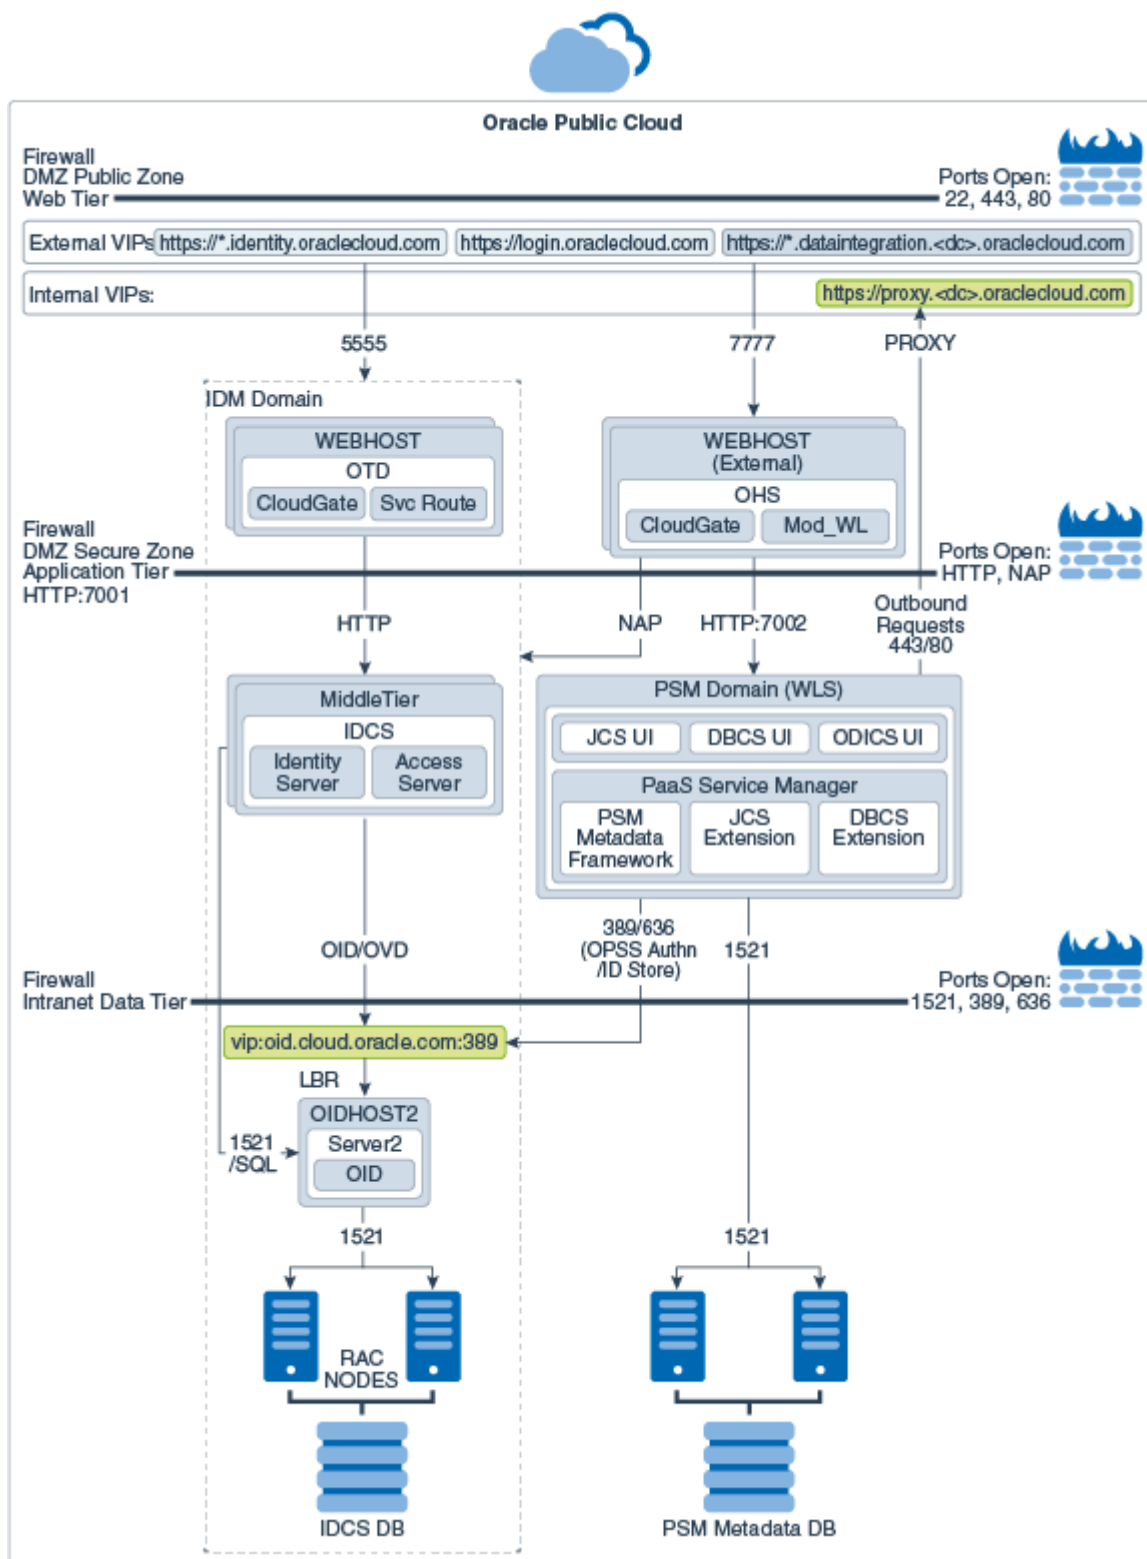 Oracle Public Cloud
Firewall
DMZ Public Zone
Web Tier
Ports Open:
22, 443, 80
External VIPs
https://*.identity.oraclecloud.com
https://login.oraclecloud.com
https://*.dataintegration.<dc>.oraclecloud.com
Internal VIPs:
https://proxy.<dc>.oraclecloud.com
5555
7777
PROXY
IDM Domain
WEBHOST
OTD
CloudGate
Svc Route
WEBHOST
(External)
OHS
CloudGate
Mod_WL
Firewall
DMZ Secure Zone
Application Tier
HTTP:7001
Ports Open:
HTTP, NAP
HTTP
NAP
HTTP:7002
Outbound
Requests
443/80
MiddleTier
IDCS
Identity
Server
Access
Server
PSM Domain (WLS)
JCS UI
DBCS UI
ODICS UI
PaaS Service Manager
PSM
Metadata
Framework
JCS
Extension
DBCS
Extension
OID/OVD
389/636
(OPSS Authn
/ID Store)
1521
Firewall
Intranet Data Tier
Ports Open:
1521, 389, 636
vip:oid.cloud.oracle.com:389
LBR
OIDHOST2
Server2
OID
1521
/SQL
1521
1521
RAC
NODES
IDCS DB
PSM Metadata DB